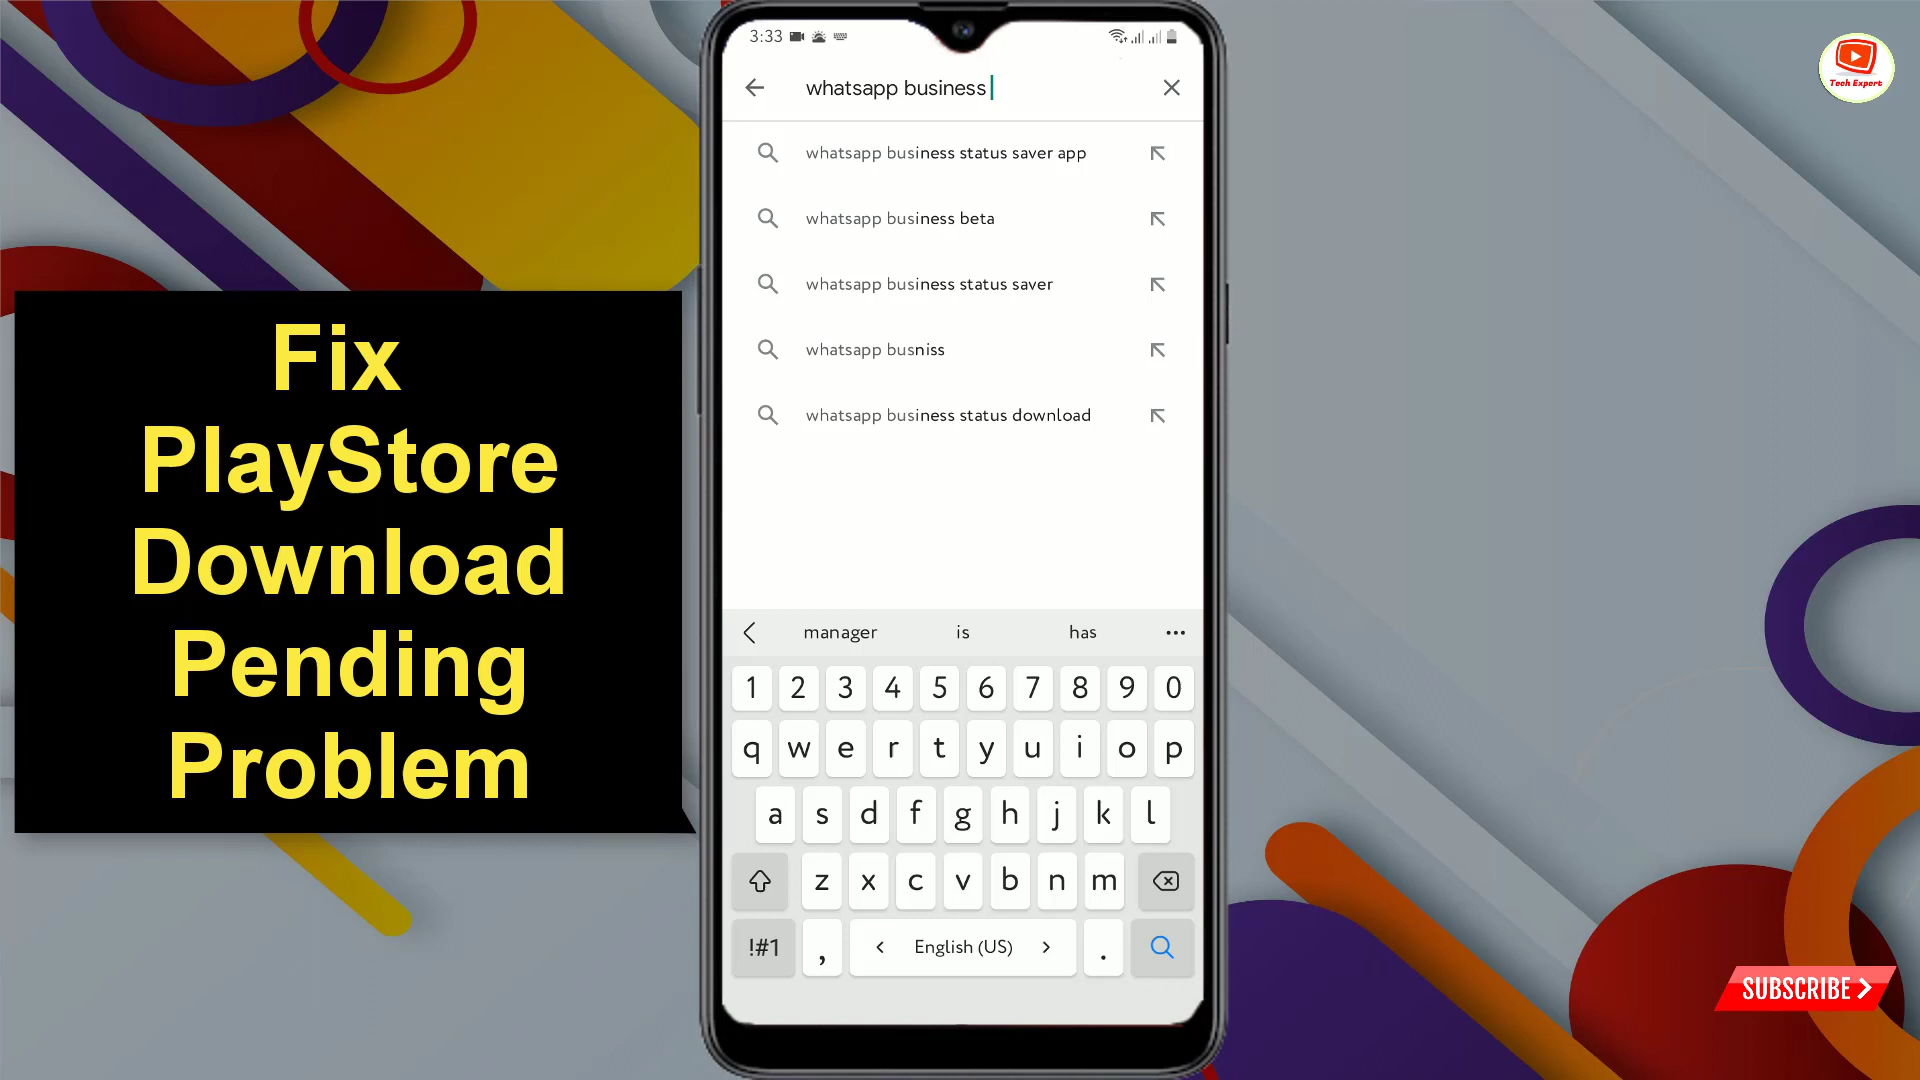 3:33
Tech Expert
whatsapp business
whatsapp business status saver app
whatsapp business beta
whatsapp business status saver
whatsapp busniss
whatsapp business status download
Fix
PlayStore
Download
Pending
Problem
manager is has
1 2 3 4 5 6 7 8 9 0
q w e r t y u i o p
a s d f g h j k l
z x c v b n m
!#1 , < English (US) > .
SUBSCRIBE